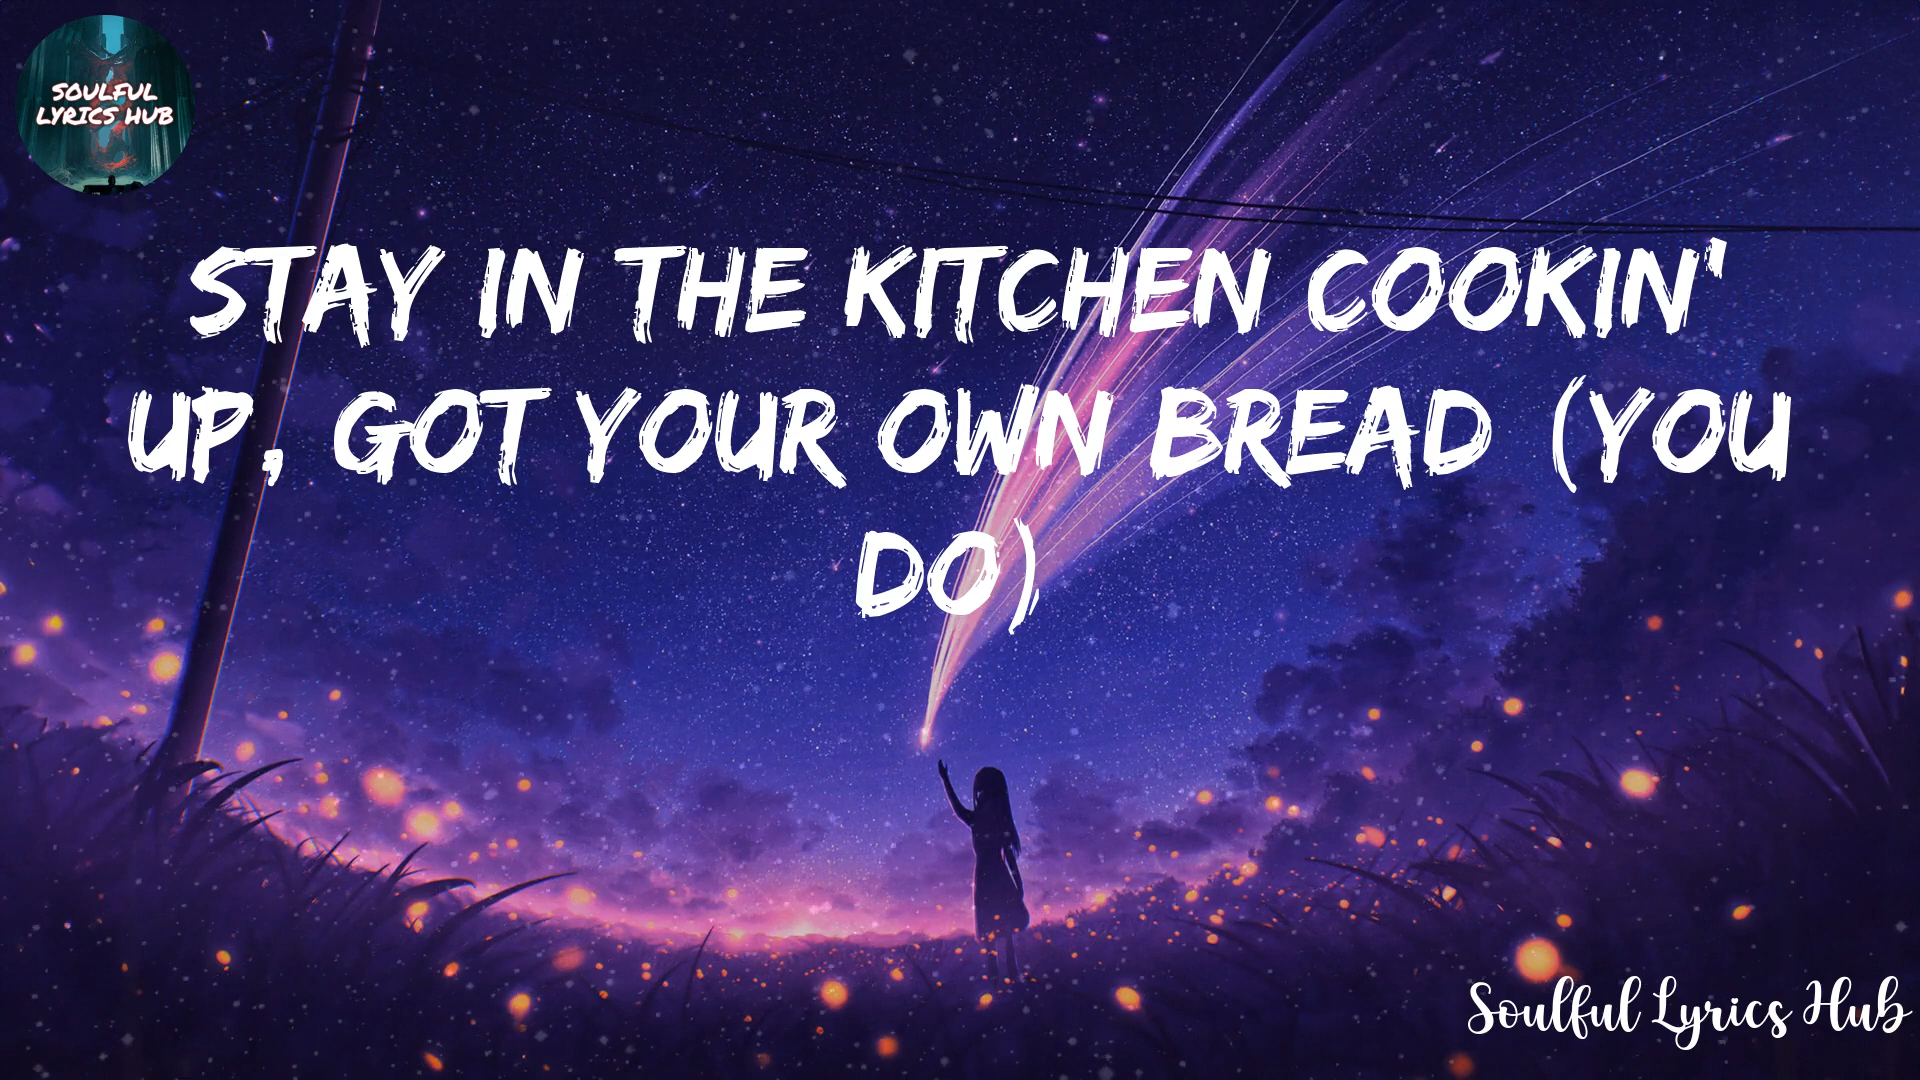 SOULFUL
LYRICS HUB
STAY IN THE KITCHEN COOKIN'
UP, GOT YOUR OWN BREAD (YOU
DO)
Soulful Lyrics Hub